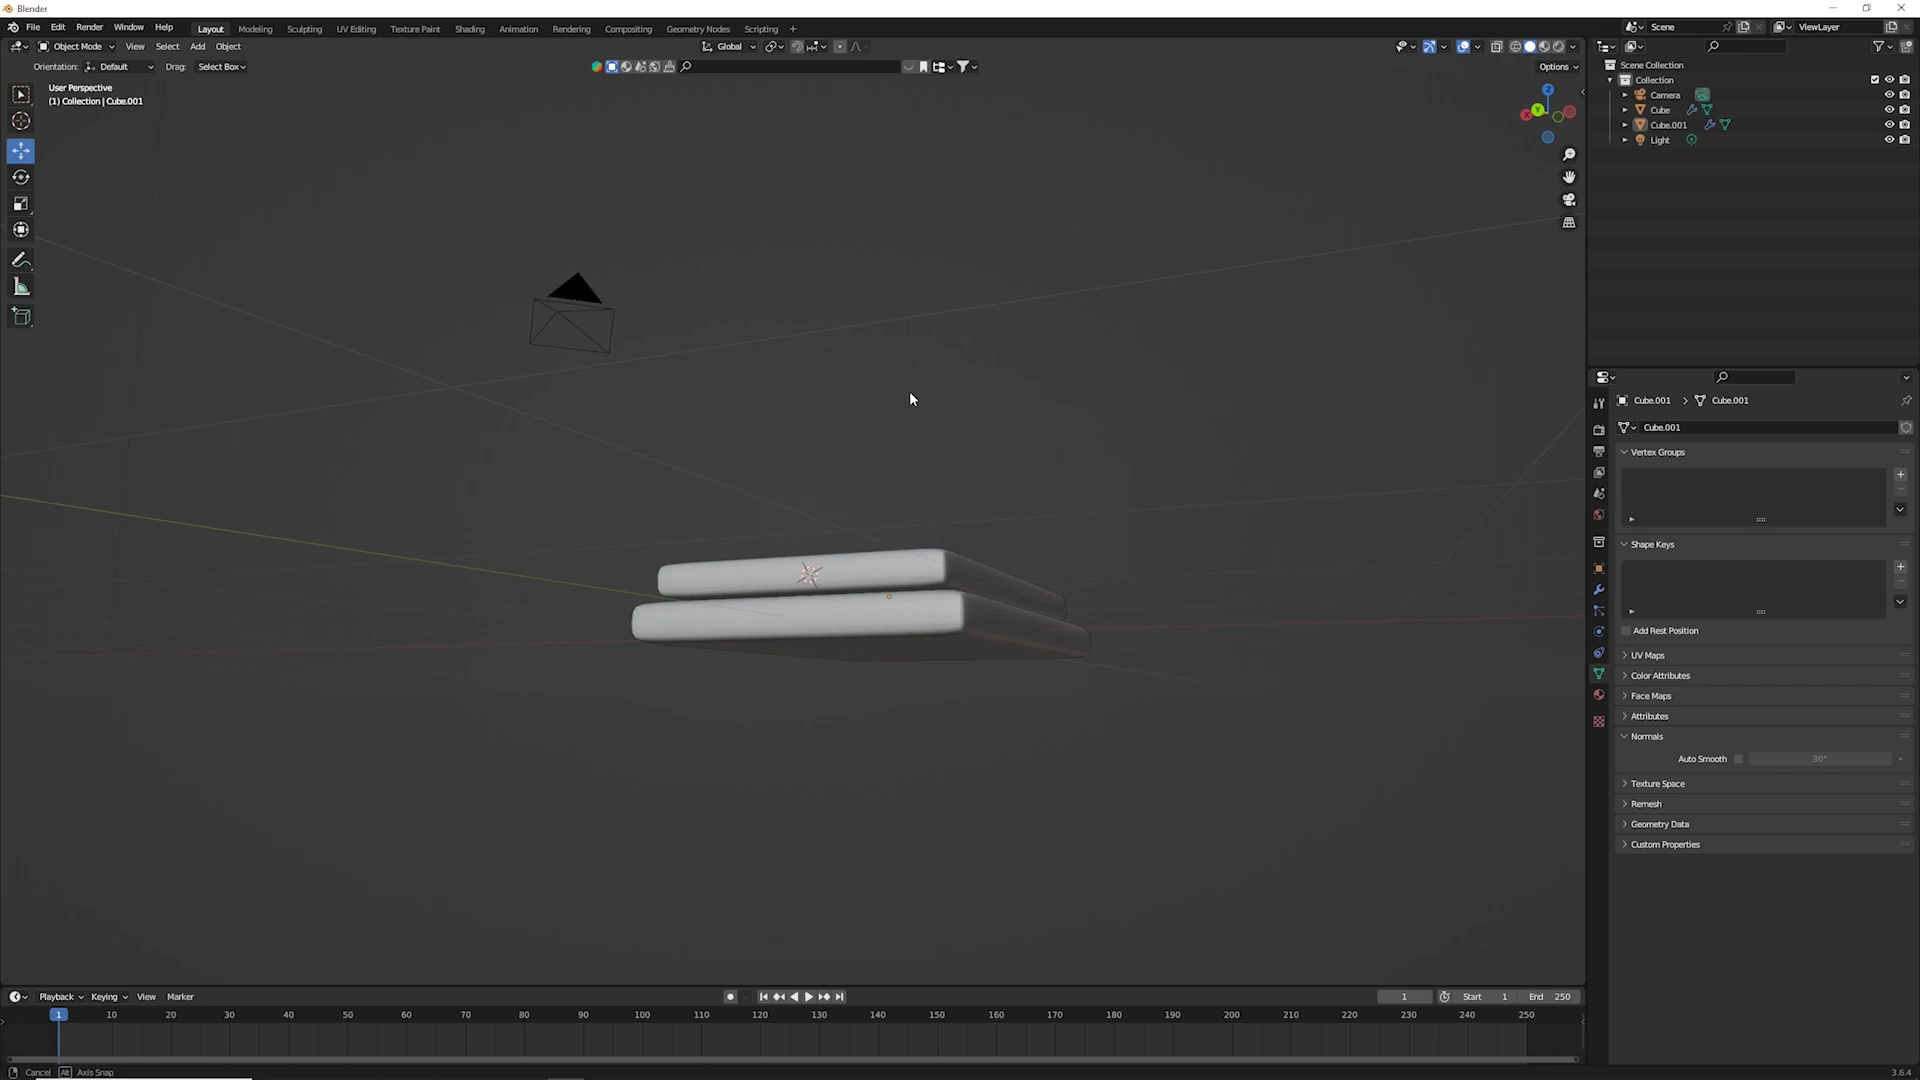 Blender
File Edit Render Window Help Layout Modeling Sculpting UV Editing Texture Paint Shading Animation Rendering Compositing Geometry Nodes Scripting + Scene ViewLayer
Object Mode View Select Add Object Global
Orientation: Default Drag: Select Box Options
User Perspective
(1) Collection | Cube.001
Z
Y
X
Scene Collection
Collection
Camera
Cube
Cube.001
Light
Cube.001 > Cube.001
Cube.001
Vertex Groups
Shape Keys
Add Rest Position
UV Maps
Color Attributes
Face Maps
Attributes
Normals
Auto Smooth 30°
Texture Space
Remesh
Geometry Data
Custom Properties
Playback Keying View Marker 1 Start 1 End 250
1 10 20 30 40 50 60 70 80 90 100 110 120 130 140 150 160 170 180 190 200 210 220 230 240 250
Cancel Alt Axis Snap 3.6.4